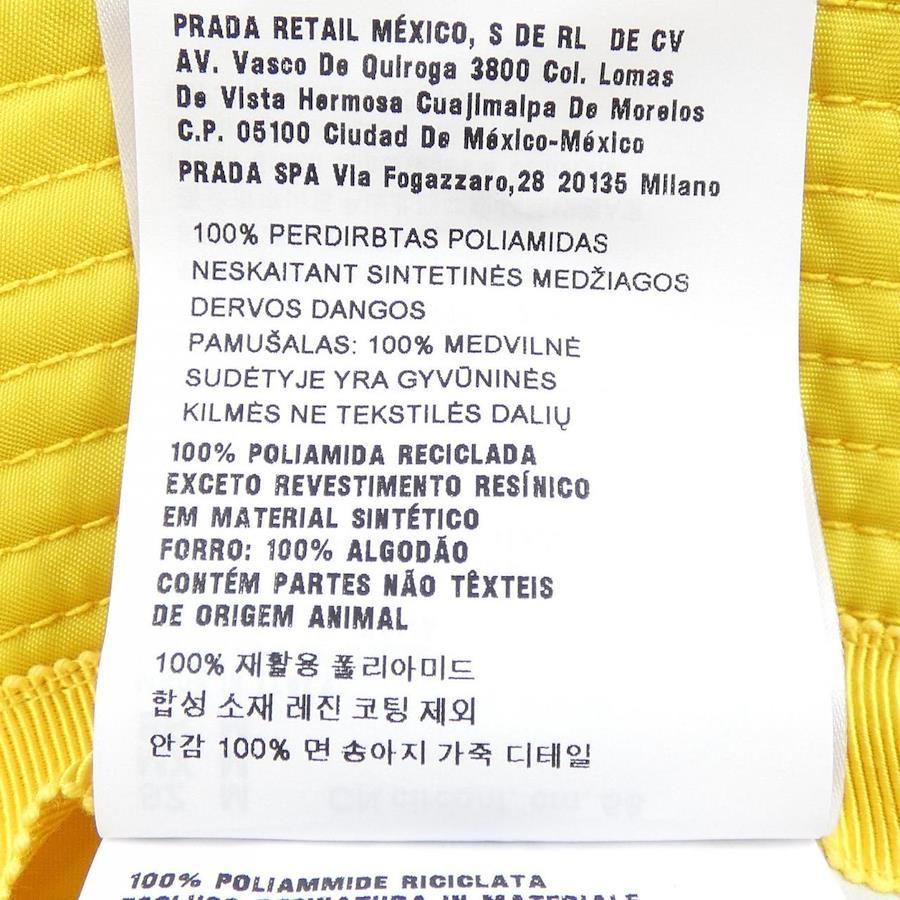 PRADA RETAIL MÉXICO, S DE RL DE CV
AV. Vasco De Quiroga 3800 Col. Lomas
De Vista Hermosa Cuajimalpa De Morelos
C.P. 05100 Ciudad De México-México
PRADA SPA Via Fogazzaro,28 20135 Milano
100% PERDIRBTAS POLIAMIDAS
NESKAITANT SINTETINĖS MEDŽIAGOS
DERVOS DANGOS
PAMUŠALAS: 100% MEDVILNĖ
SUDĖTYJE YRA GYVŪNINĖS
KILMĖS NE TEKSTILĖS DALIŲ
100% POLIAMIDA RECICLADA
EXCETO REVESTIMENTO RESÍNICO
EM MATERIAL SINTÉTICO
FORRO: 100% ALGODÃO
CONTÉM PARTES NÃO TÊXTEIS
DE ORIGEM ANIMAL
100% 재활용 폴리아미드
합성 소재 레진 코팅 제외
안감 100% 면 송아지 가죽 디테일
100% POLIAMMIDE RICICLATA
IN MATERIALE